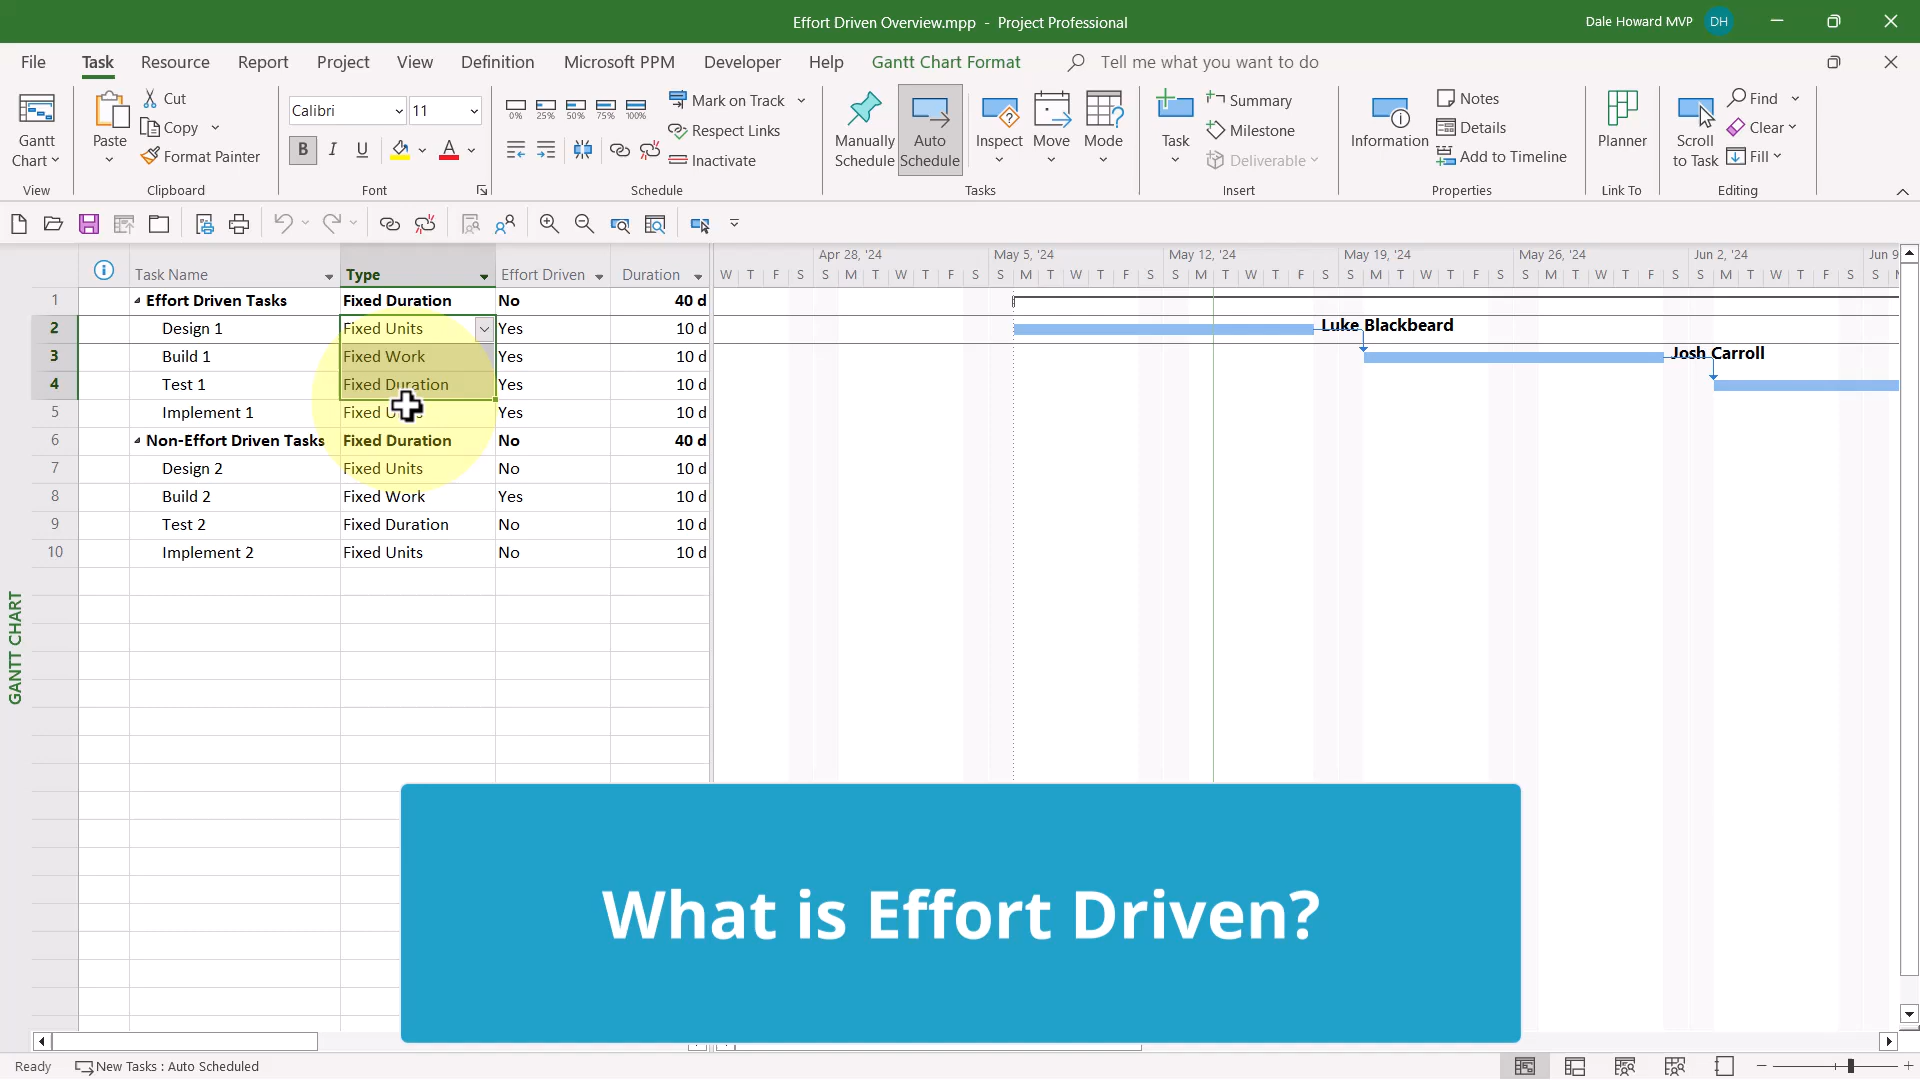 Effort Driven Overview.mpp - Project Professional
Dale Howard MVP DH
File Task Resource Report Project View Definition Microsoft PPM Developer Help Gantt Chart Format Tell me what you want to do
Gantt Chart
View
Paste
Cut
Copy
Format Painter
Clipboard
Calibri 11
B I U A
Font
0% 25% 50% 75% 100%
Mark on Track
Respect Links
Inactivate
Schedule
Manually Schedule
Auto Schedule
Inspect
Move
Mode
Tasks
Task
Summary
Milestone
Deliverable
Insert
Information
Notes
Details
Add to Timeline
Properties
Planner
Link To
Scroll to Task
Find
Clear
Fill
Editing
Task Name Type Effort Driven Duration
Apr 28, '24 May 5, '24 May 12, '24 May 19, '24 May 26, '24 Jun 2, '24 Jun 9
W T F S S M T W T F S S M T W T F S S M T W T F S S M T W T F S S M T W T F S S M T W T F S S
1 Effort Driven Tasks Fixed Duration No 40 d
2 Design 1 Fixed Units Yes 10 d Luke Blackbeard
3 Build 1 Fixed Work Yes 10 d Josh Carroll
4 Test 1 Fixed Duration Yes 10 d
5 Implement 1 Fixed Yes 10 d
6 Non-Effort Driven Tasks Fixed Duration No 40 d
7 Design 2 Fixed Units No 10 d
8 Build 2 Fixed Work Yes 10 d
9 Test 2 Fixed Duration No 10 d
10 Implement 2 Fixed Units No 10 d
GANTT CHART
What is Effort Driven?
Ready New Tasks : Auto Scheduled